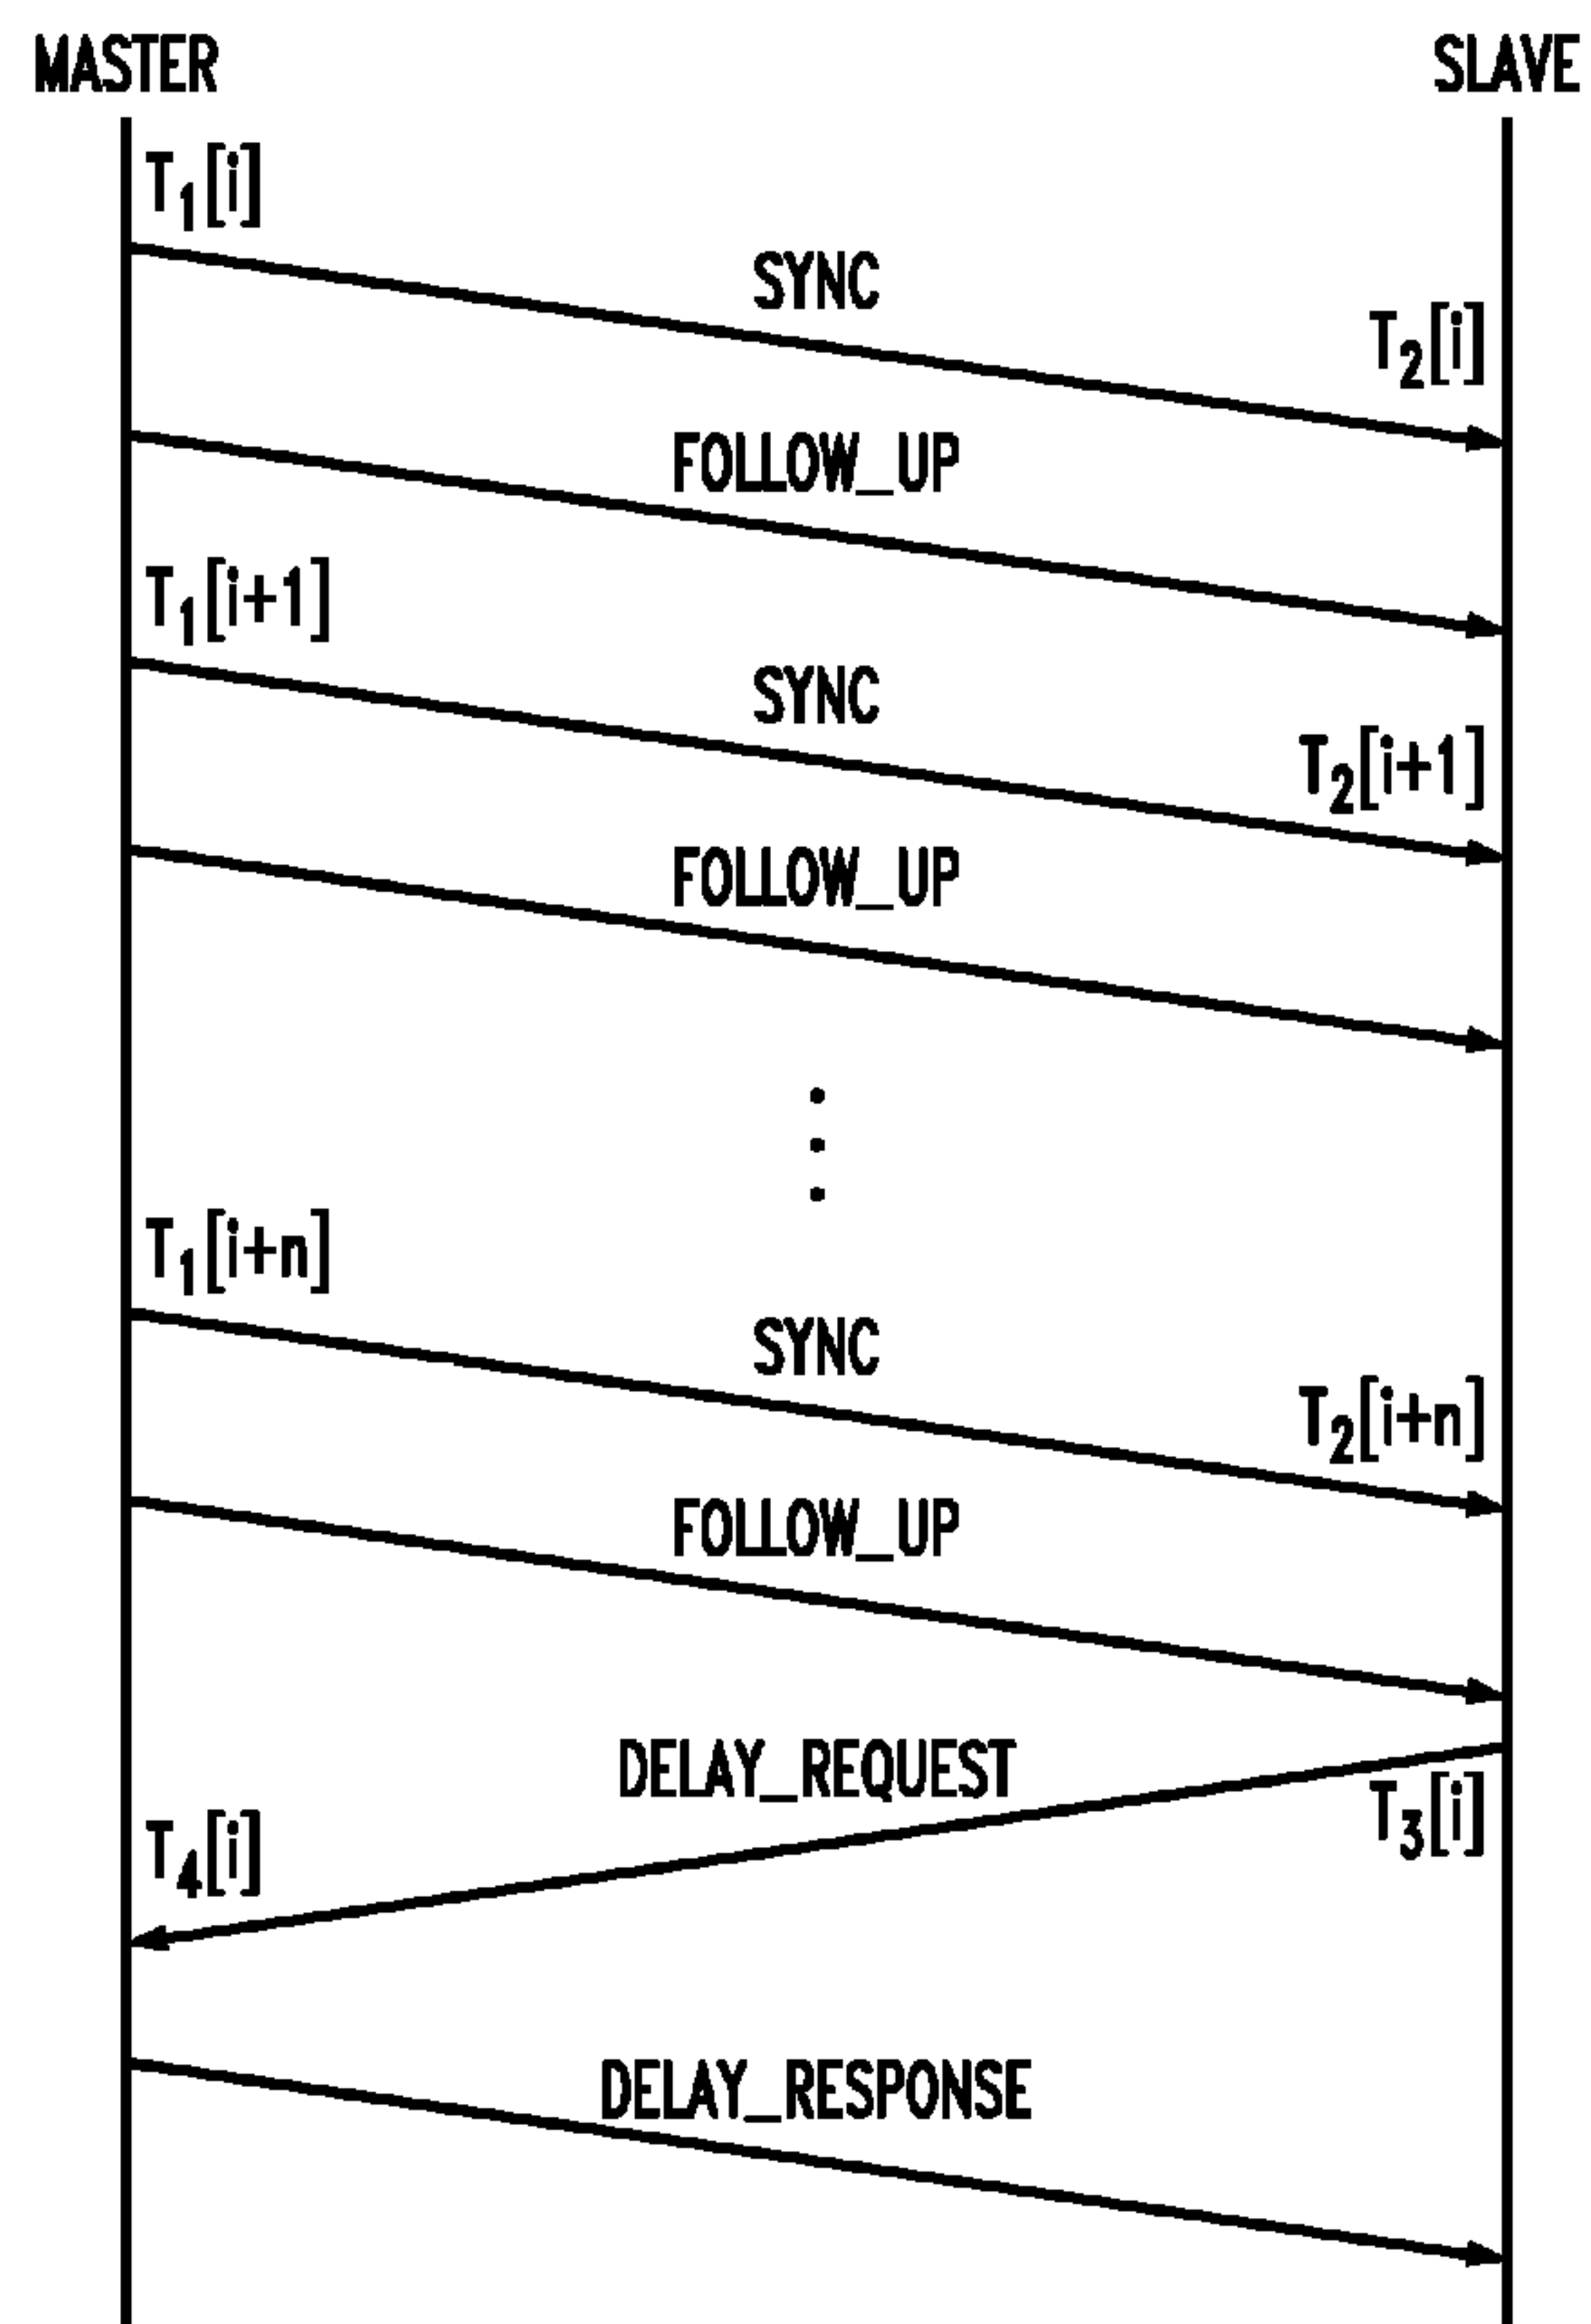 MASTER SLAVE
T1[i]
SYNC
T2[i]
FOLLOW_UP
T1[i+1]
SYNC
T2[i+1]
FOLLOW_UP
T1[i+n]
SYNC
T2[i+n]
FOLLOW_UP
DELAY_REQUEST
T3[i]
T4[i]
DELAY_RESPONSE